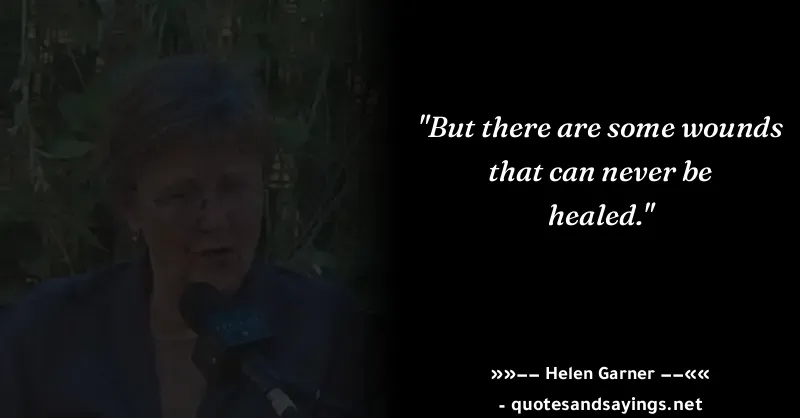 "But there are some wounds
that can never be
healed."
»»-- Helen Garner --««
- quotesandsayings.net